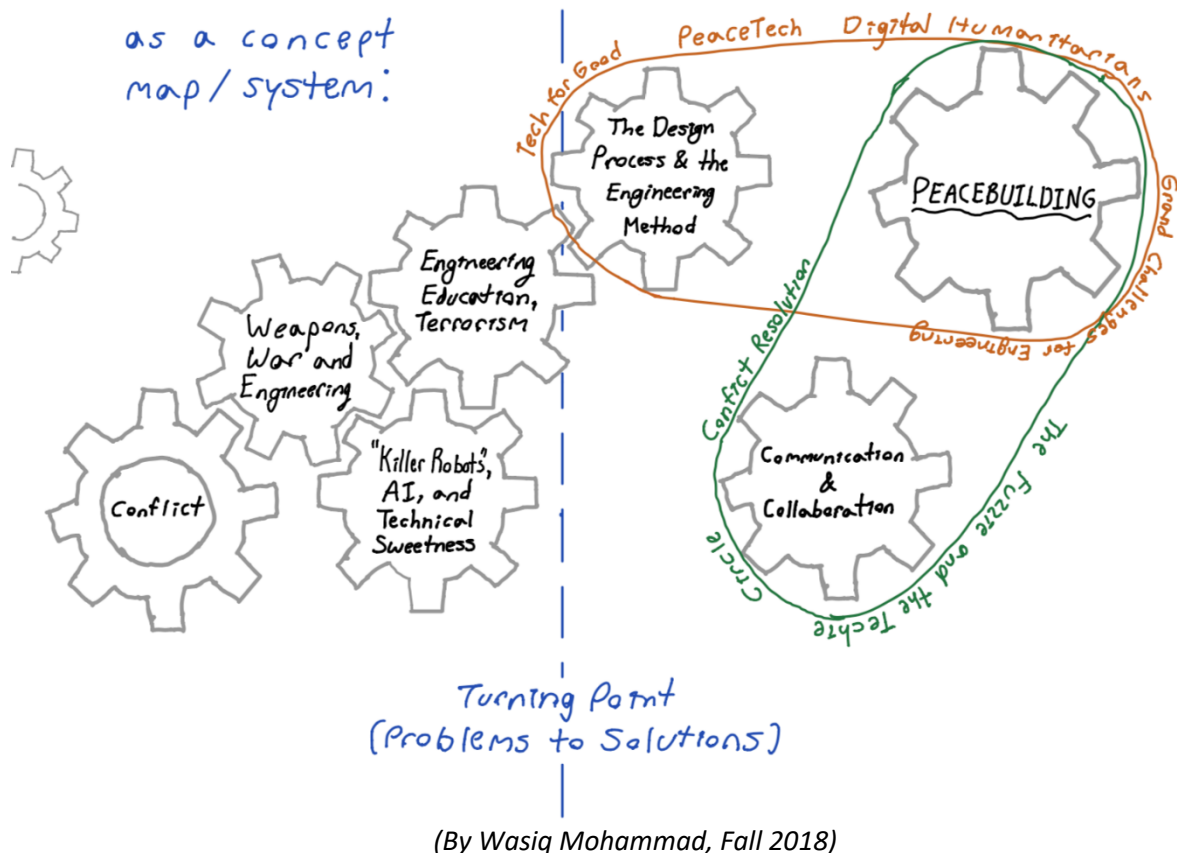 as a concept
map/system:
Tech for Good PeaceTech Digital Humanitarians
Grand Challenges for Engineering
The Design
Process & the
Engineering
Method
PEACEBUILDING
Engineering
Education,
Terrorism
Weapons,
War and
Engineering
Conflict
"Killer Robots",
AI, and
Technical
Sweetness
Conflict Resolution
Circle
Communication
&
Collaboration
The Fuzzie and the Techie
Turning Point
(Problems to Solutions)
(By Wasiq Mohammad, Fall 2018)